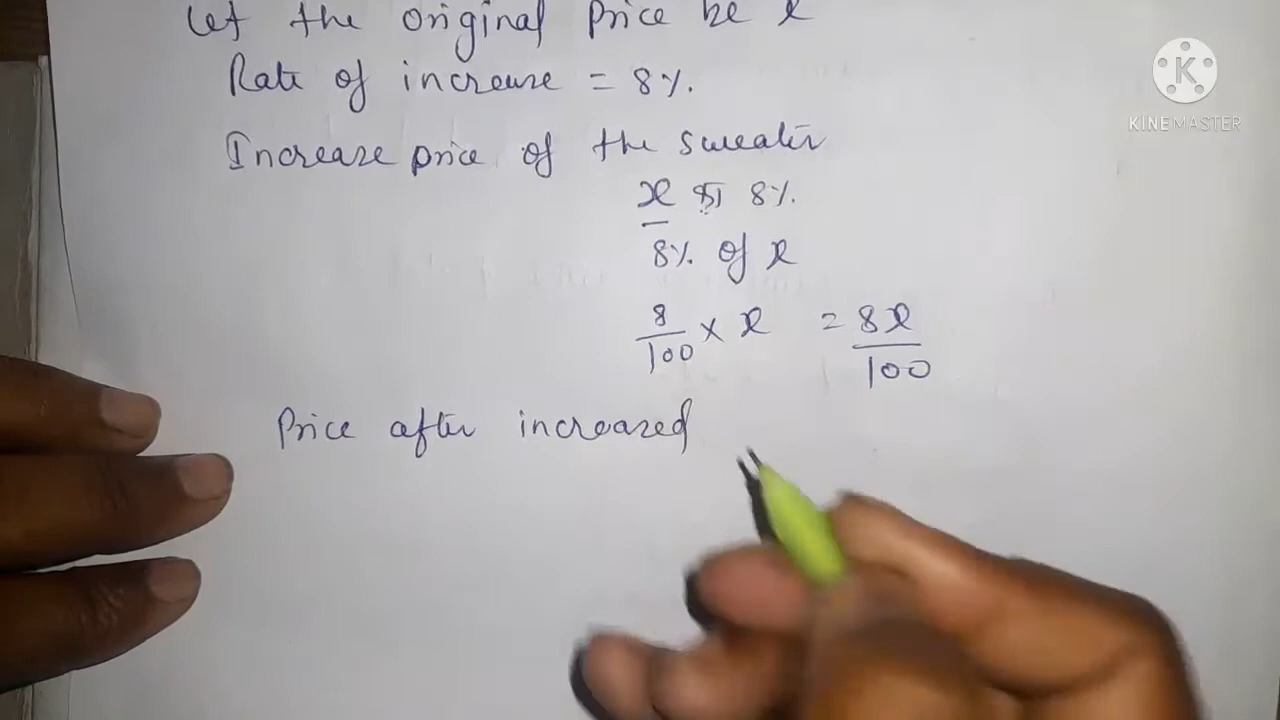 Let the original Price be x
Rate of increase = 8%.
Increase price of the sweater
x का 8%.
8% of x
8/100 × x = 8x/100
Price after increased
K
KINEMASTER